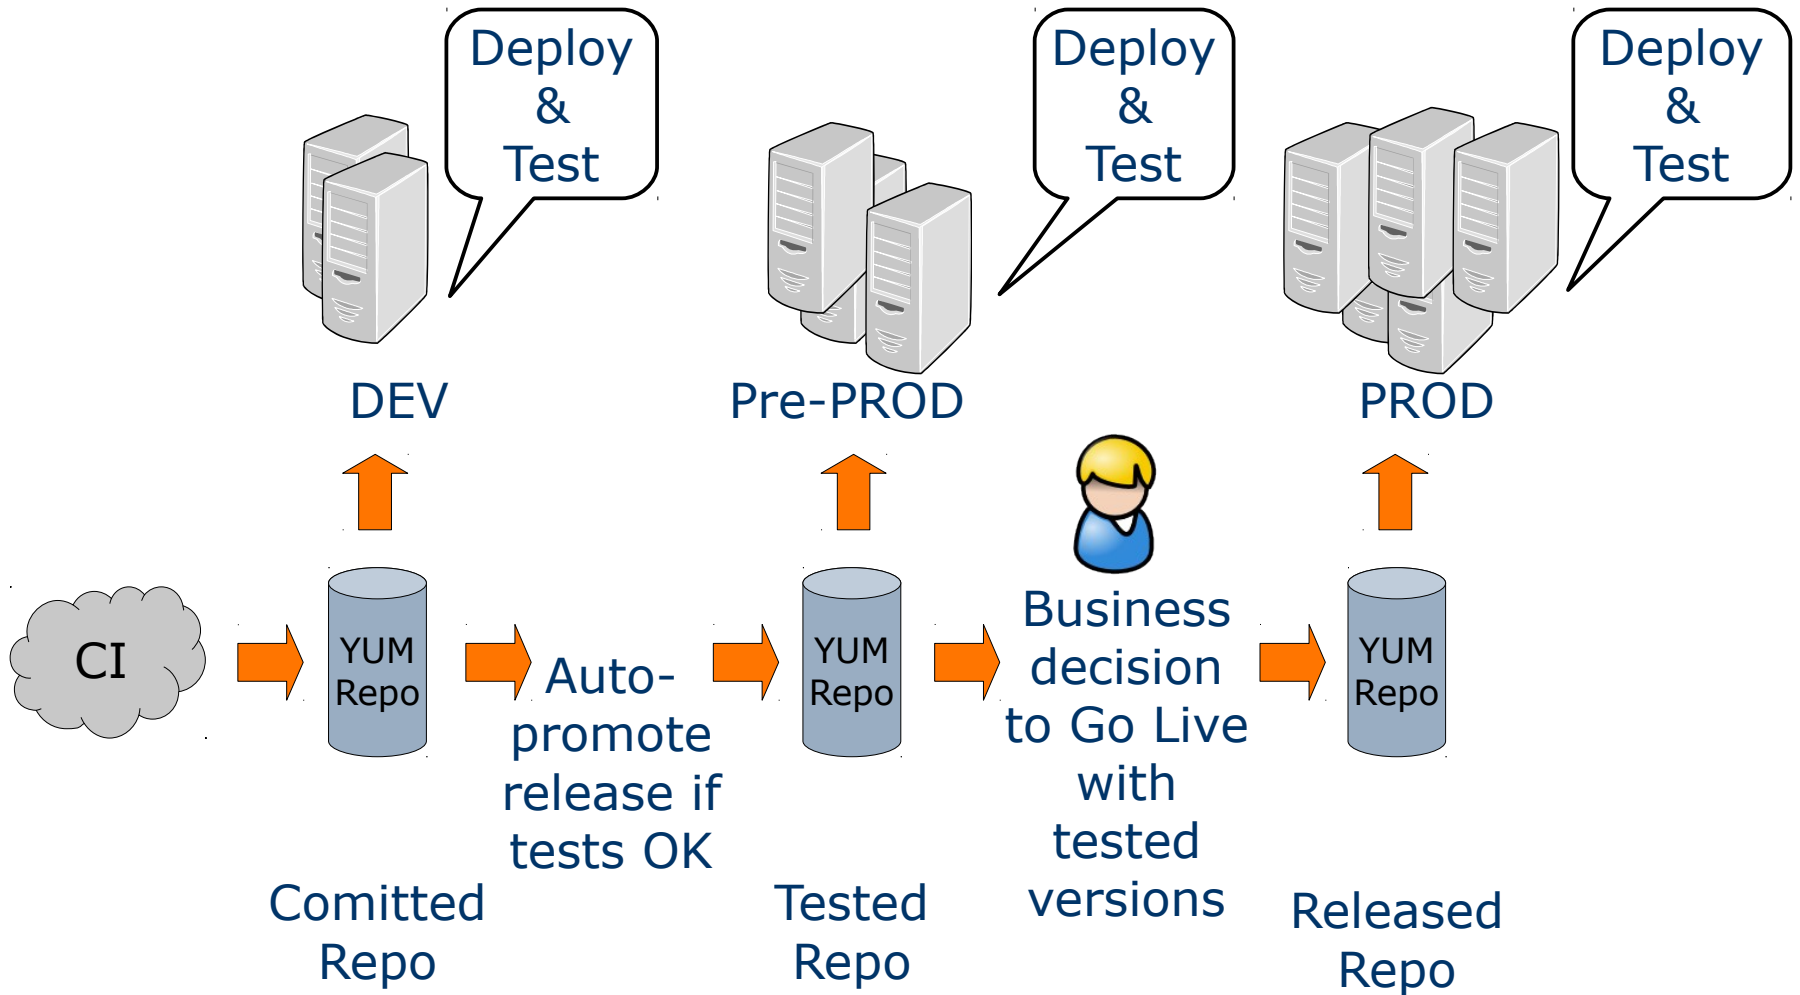 Deploy
&
Test
Deploy
&
Test
Deploy
&
Test
DEV
Pre-PROD
PROD
CI
YUM
Repo
Auto-
promote
release if
tests OK
YUM
Repo
Business
decision
to Go Live
with
tested
versions
YUM
Repo
Comitted
Repo
Tested
Repo
Released
Repo